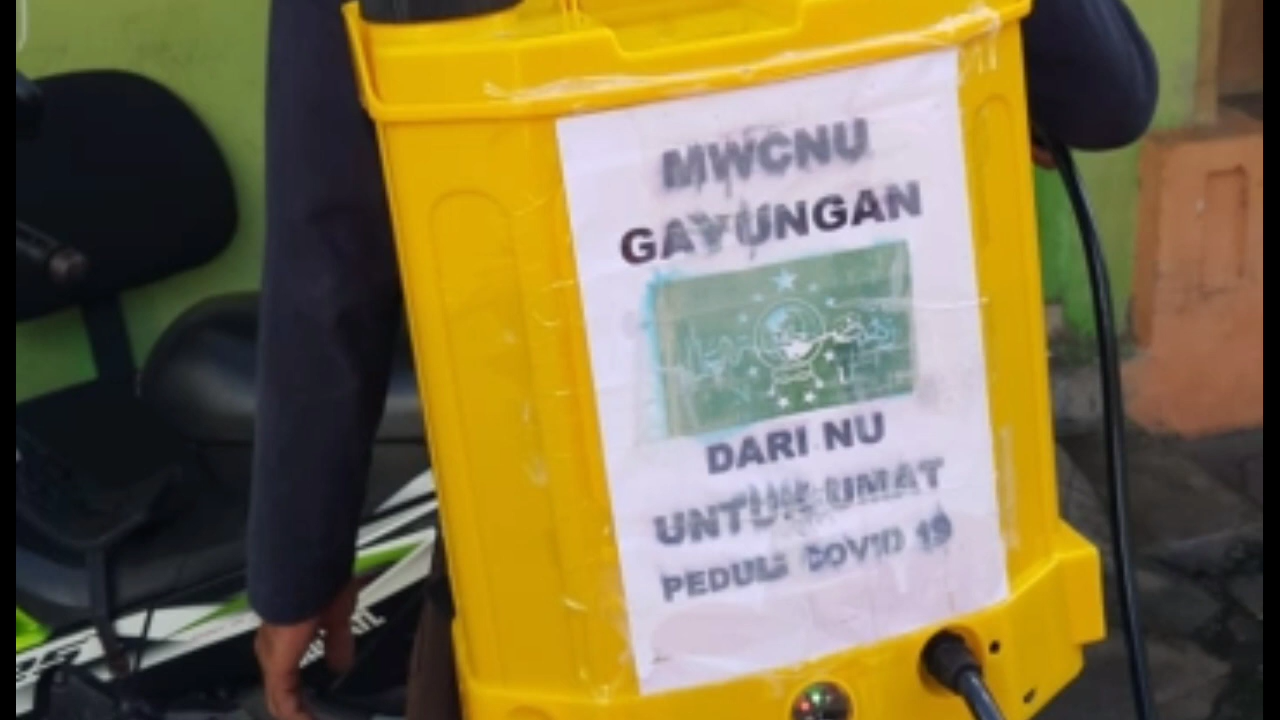 MWCNU
GAYUNGAN
DARI NU
UNTUK UMAT
PEDULI COVID 19